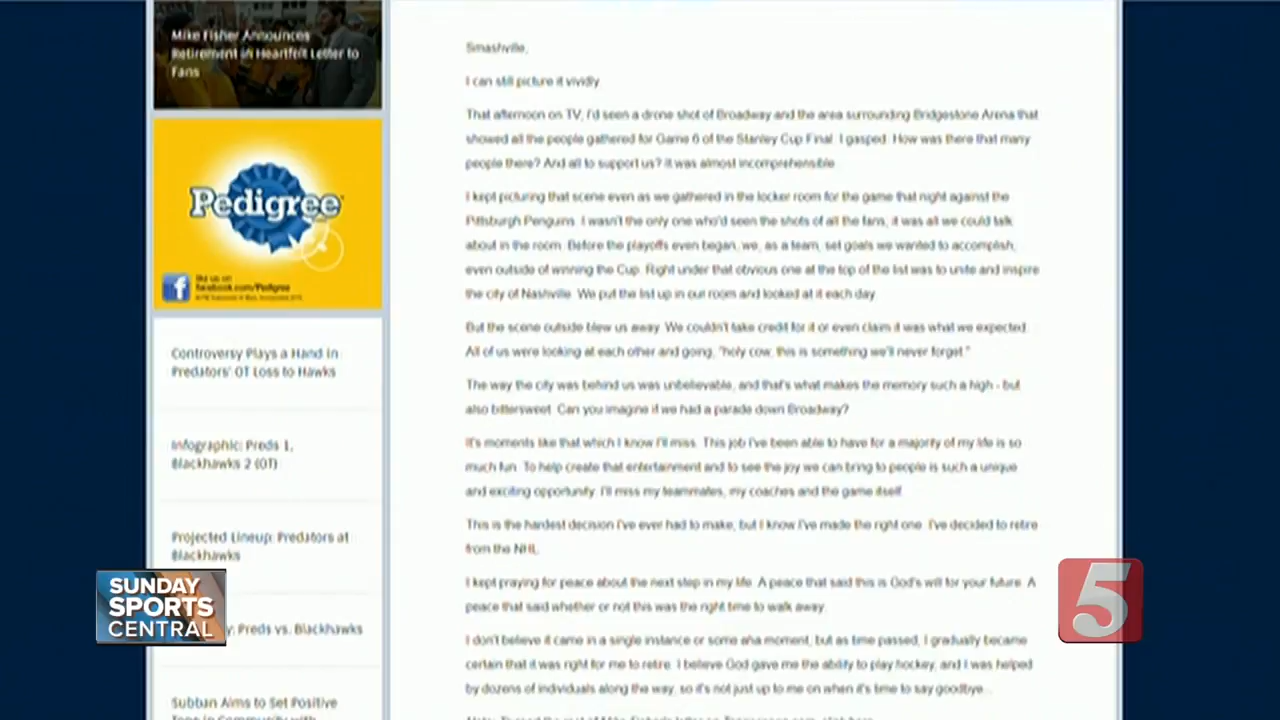 Mike Fisher Announces
Retirement in Heartfelt Letter to
Fans
Pedigree
like us on
facebook.com/Pedigree
Controversy Plays a Hand in
Predators' OT Loss to Hawks
Infographic: Preds 1,
Blackhawks 2 (OT)
Projected Lineup: Predators at
Blackhawks
y: Preds vs. Blackhawks
Subban Aims to Set Positive
Tone in Community with
SUNDAY
SPORTS
CENTRAL
Smashville,
I can still picture it vividly.
That afternoon on TV, I'd seen a drone shot of Broadway and the area surrounding Bridgestone Arena that
showed all the people gathered for Game 6 of the Stanley Cup Final. I gasped. How was there that many
people there? And all to support us? It was almost incomprehensible.
I kept picturing that scene even as we gathered in the locker room for the game that night against the
Pittsburgh Penguins. I wasn't the only one who'd seen the shots of all the fans, it was all we could talk
about in the room. Before the playoffs even began, we, as a team, set goals we wanted to accomplish,
even outside of winning the Cup. Right under that obvious one at the top of the list was to unite and inspire
the city of Nashville. We put the list up in our room and looked at it each day.
But the scene outside blew us away. We couldn't take credit for it or even claim it was what we expected.
All of us were looking at each other and going, "holy cow, this is something we'll never forget."
The way the city was behind us was unbelievable, and that's what makes the memory such a high - but
also bittersweet. Can you imagine if we had a parade down Broadway?
It's moments like that which I know I'll miss. This job I've been able to have for a majority of my life is so
much fun. To help create that entertainment and to see the joy we can bring to people is such a unique
and exciting opportunity. I'll miss my teammates, my coaches and the game itself.
This is the hardest decision I've ever had to make, but I know I've made the right one. I've decided to retire
from the NHL.
I kept praying for peace about the next step in my life. A peace that said this is God's will for your future. A
peace that said whether or not this was the right time to walk away.
I don't believe it came in a single instance or some aha moment, but as time passed, I gradually became
certain that it was right for me to retire. I believe God gave me the ability to play hockey, and I was helped
by dozens of individuals along the way, so it's not just up to me on when it's time to say goodbye...
5